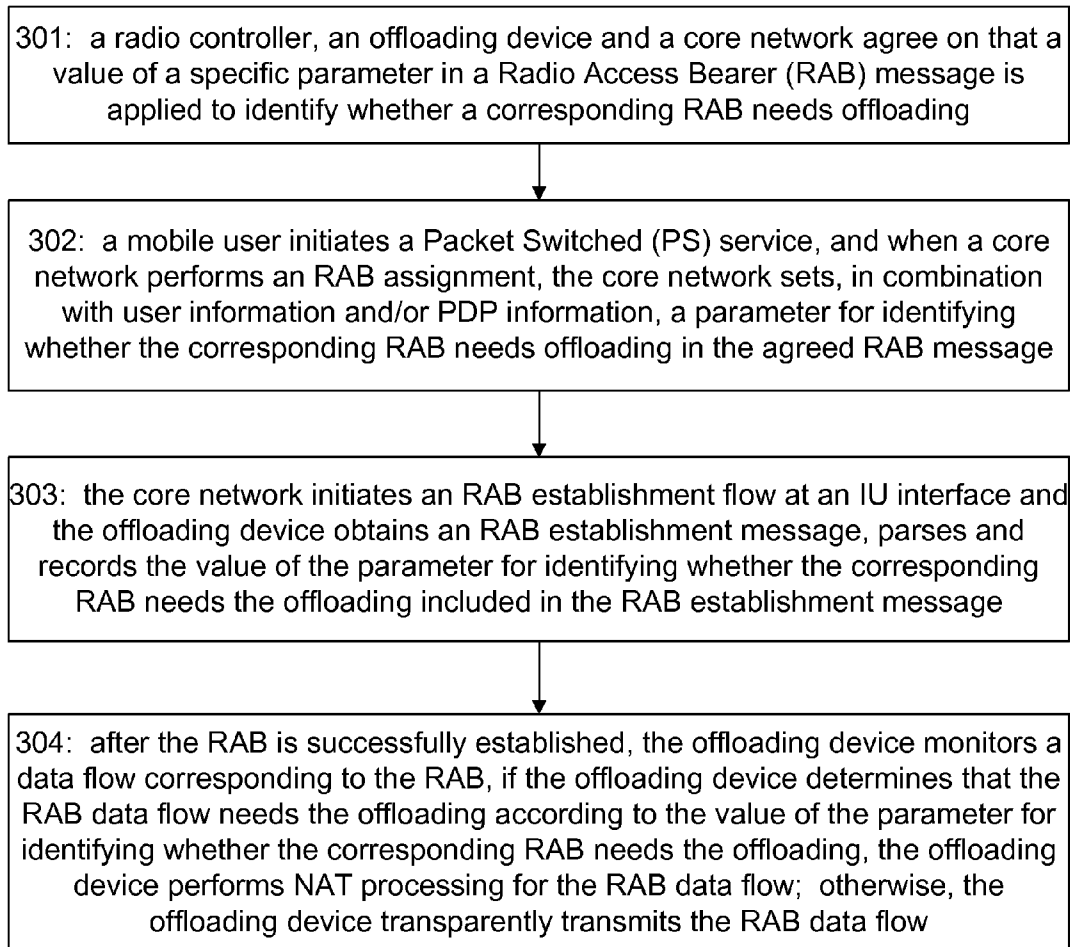 301: a radio controller, an offloading device and a core network agree on that a
value of a specific parameter in a Radio Access Bearer (RAB) message is
applied to identify whether a corresponding RAB needs offloading
302: a mobile user initiates a Packet Switched (PS) service, and when a core
network performs an RAB assignment, the core network sets, in combination
with user information and/or PDP information, a parameter for identifying
whether the corresponding RAB needs offloading in the agreed RAB message
303: the core network initiates an RAB establishment flow at an IU interface and
the offloading device obtains an RAB establishment message, parses and
records the value of the parameter for identifying whether the corresponding
RAB needs the offloading included in the RAB establishment message
304: after the RAB is successfully established, the offloading device monitors a
data flow corresponding to the RAB, if the offloading device determines that the
RAB data flow needs the offloading according to the value of the parameter for
identifying whether the corresponding RAB needs the offloading, the offloading
device performs NAT processing for the RAB data flow; otherwise, the
offloading device transparently transmits the RAB data flow